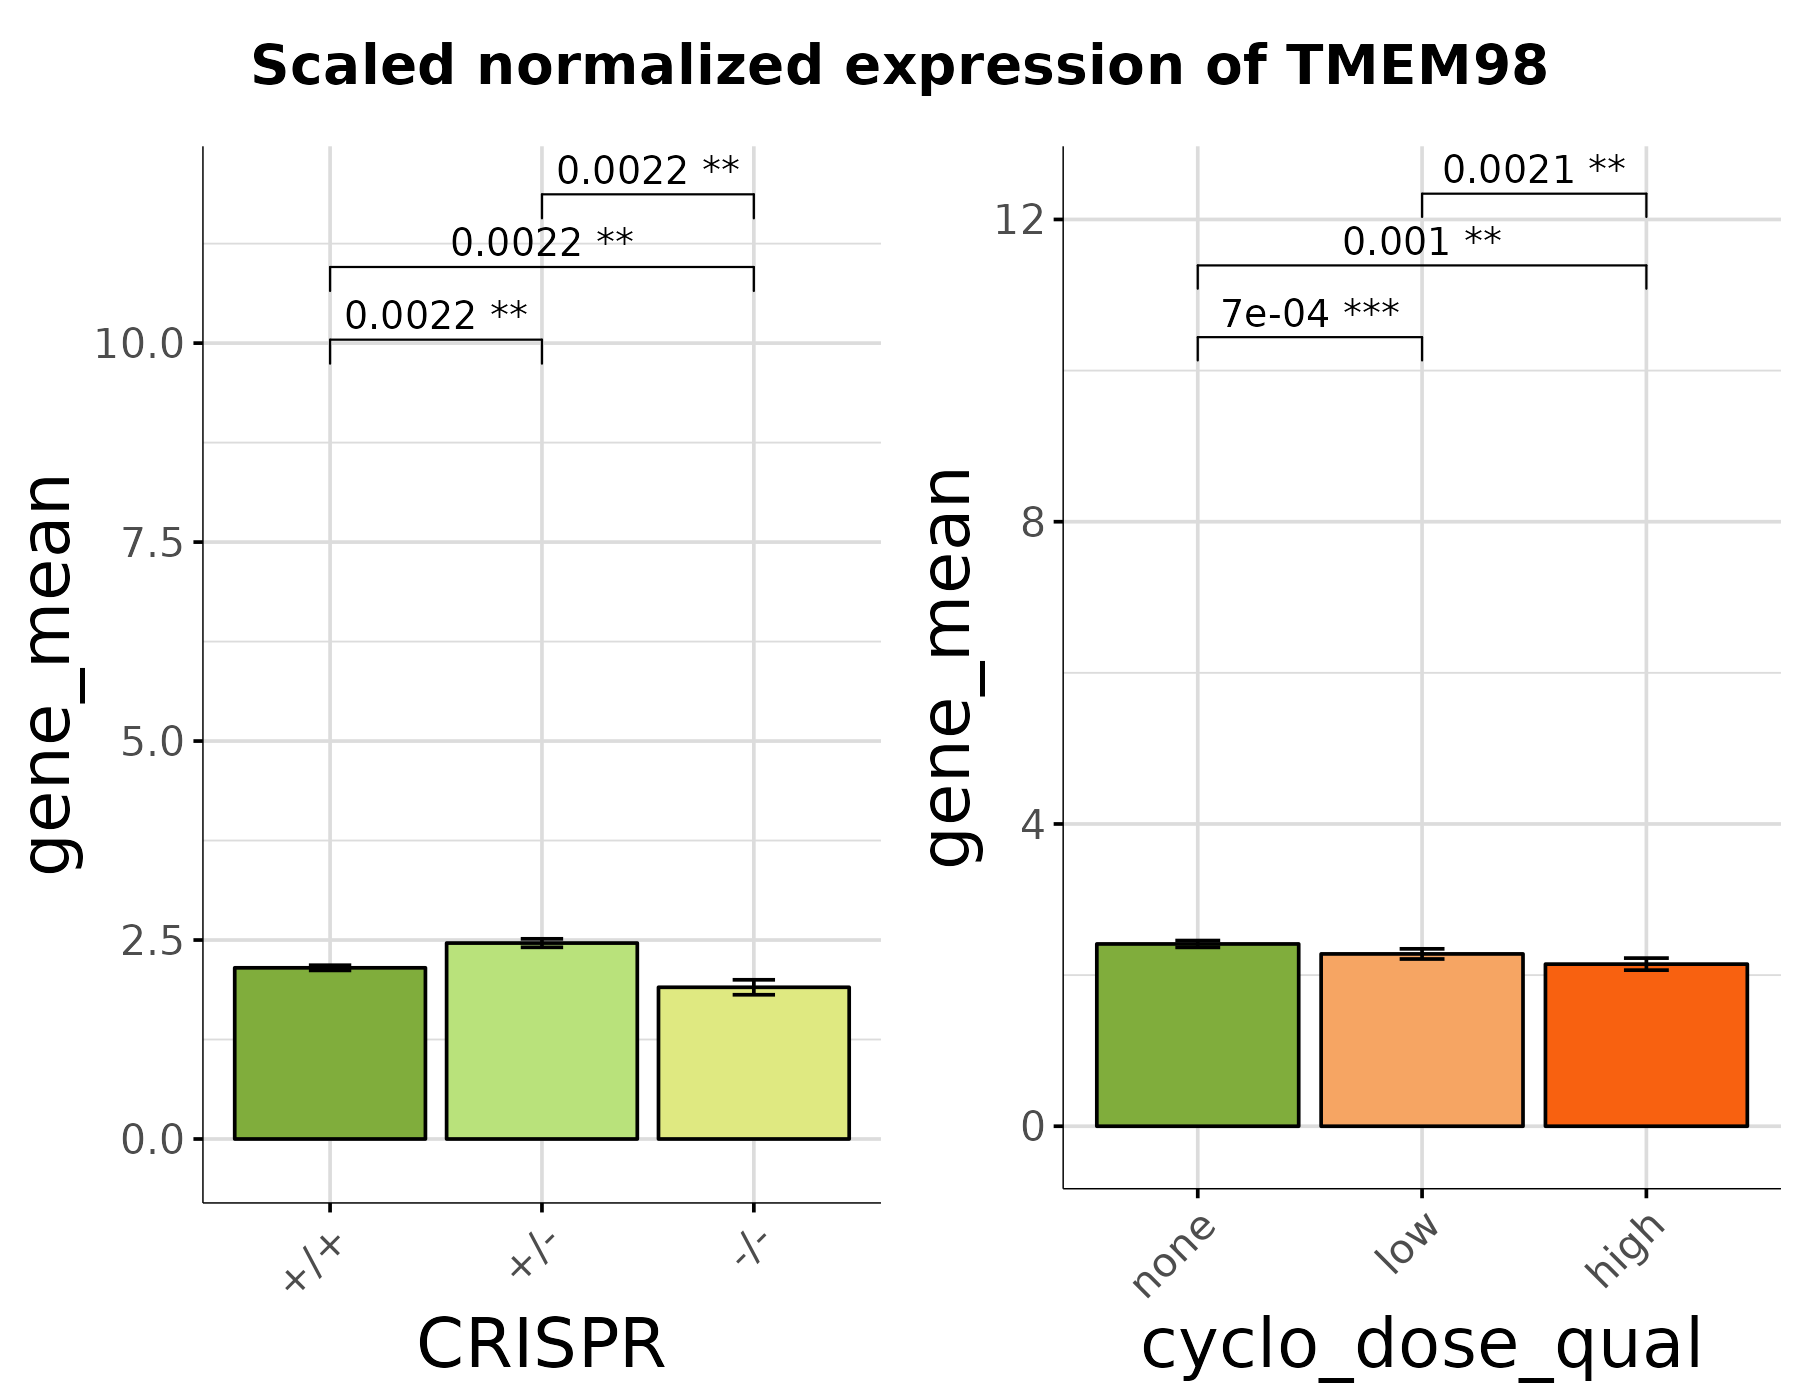 Scaled normalized expression of TMEM98
gene_mean
10.0
7.5
5.0
2.5
0.0
0.0022 **
0.0022 **
0.0022 **
+/+
+/-
-/-
CRISPR
gene_mean
12
8
4
0
0.0021 **
0.001 **
7e-04 ***
none
low
high
cyclo_dose_qual